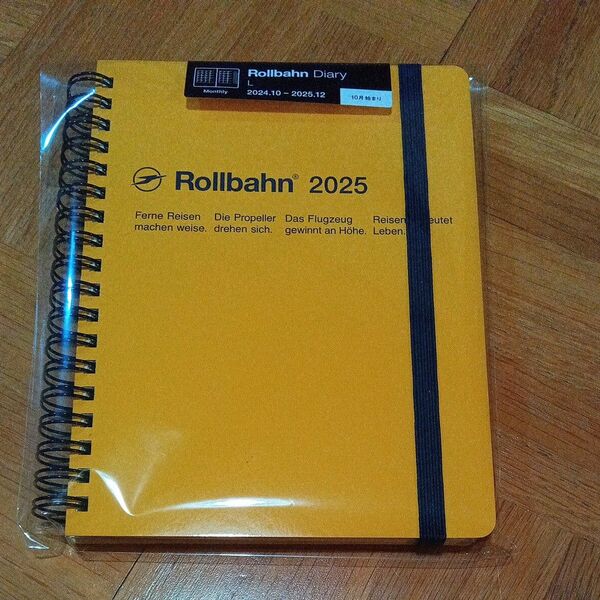 Rollbahn Diary
L
Monthly
2024.10 – 2025.12
10月始まり
Rollbahn® 2025
Ferne Reisen Die Propeller Das Flugzeug Reisen
machen weise. drehen sich. gewinnt an Höhe. Leben.